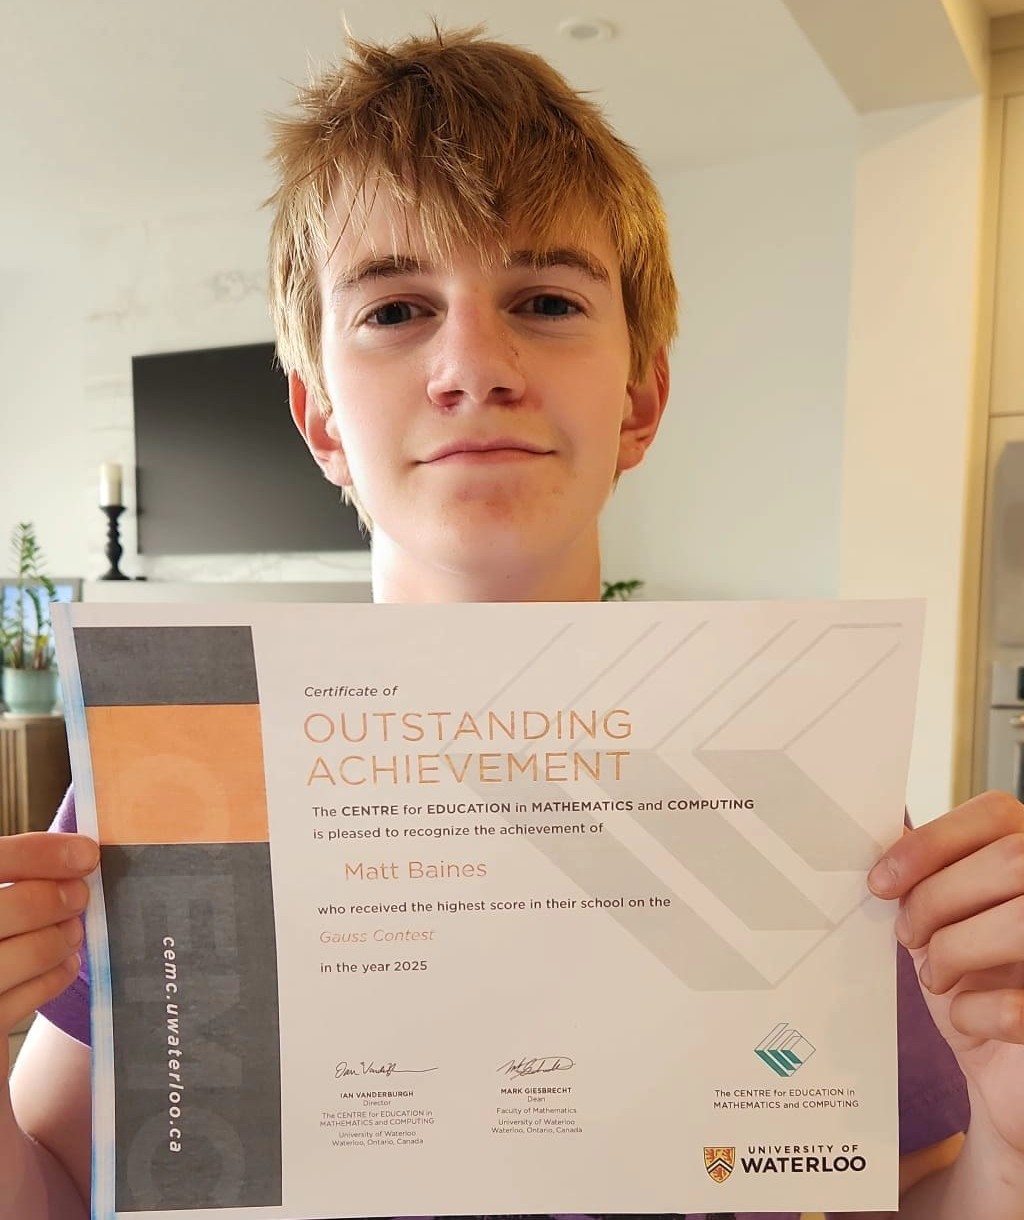 Certificate of
OUTSTANDING
ACHIEVEMENT
The CENTRE for EDUCATION in MATHEMATICS and COMPUTING
is pleased to recognize the achievement of
Matt Baines
who received the highest score in their school on the
Gauss Contest
in the year 2025
CEMC
cemc.uwaterloo.ca
IAN VANDERBURGH
Director
The CENTRE for EDUCATION in
MATHEMATICS and COMPUTING
University of Waterloo
Waterloo, Ontario, Canada
MARK GIESBRECHT
Dean
Faculty of Mathematics
University of Waterloo
Waterloo, Ontario, Canada
The CENTRE for EDUCATION in
MATHEMATICS and COMPUTING
UNIVERSITY OF
WATERLOO